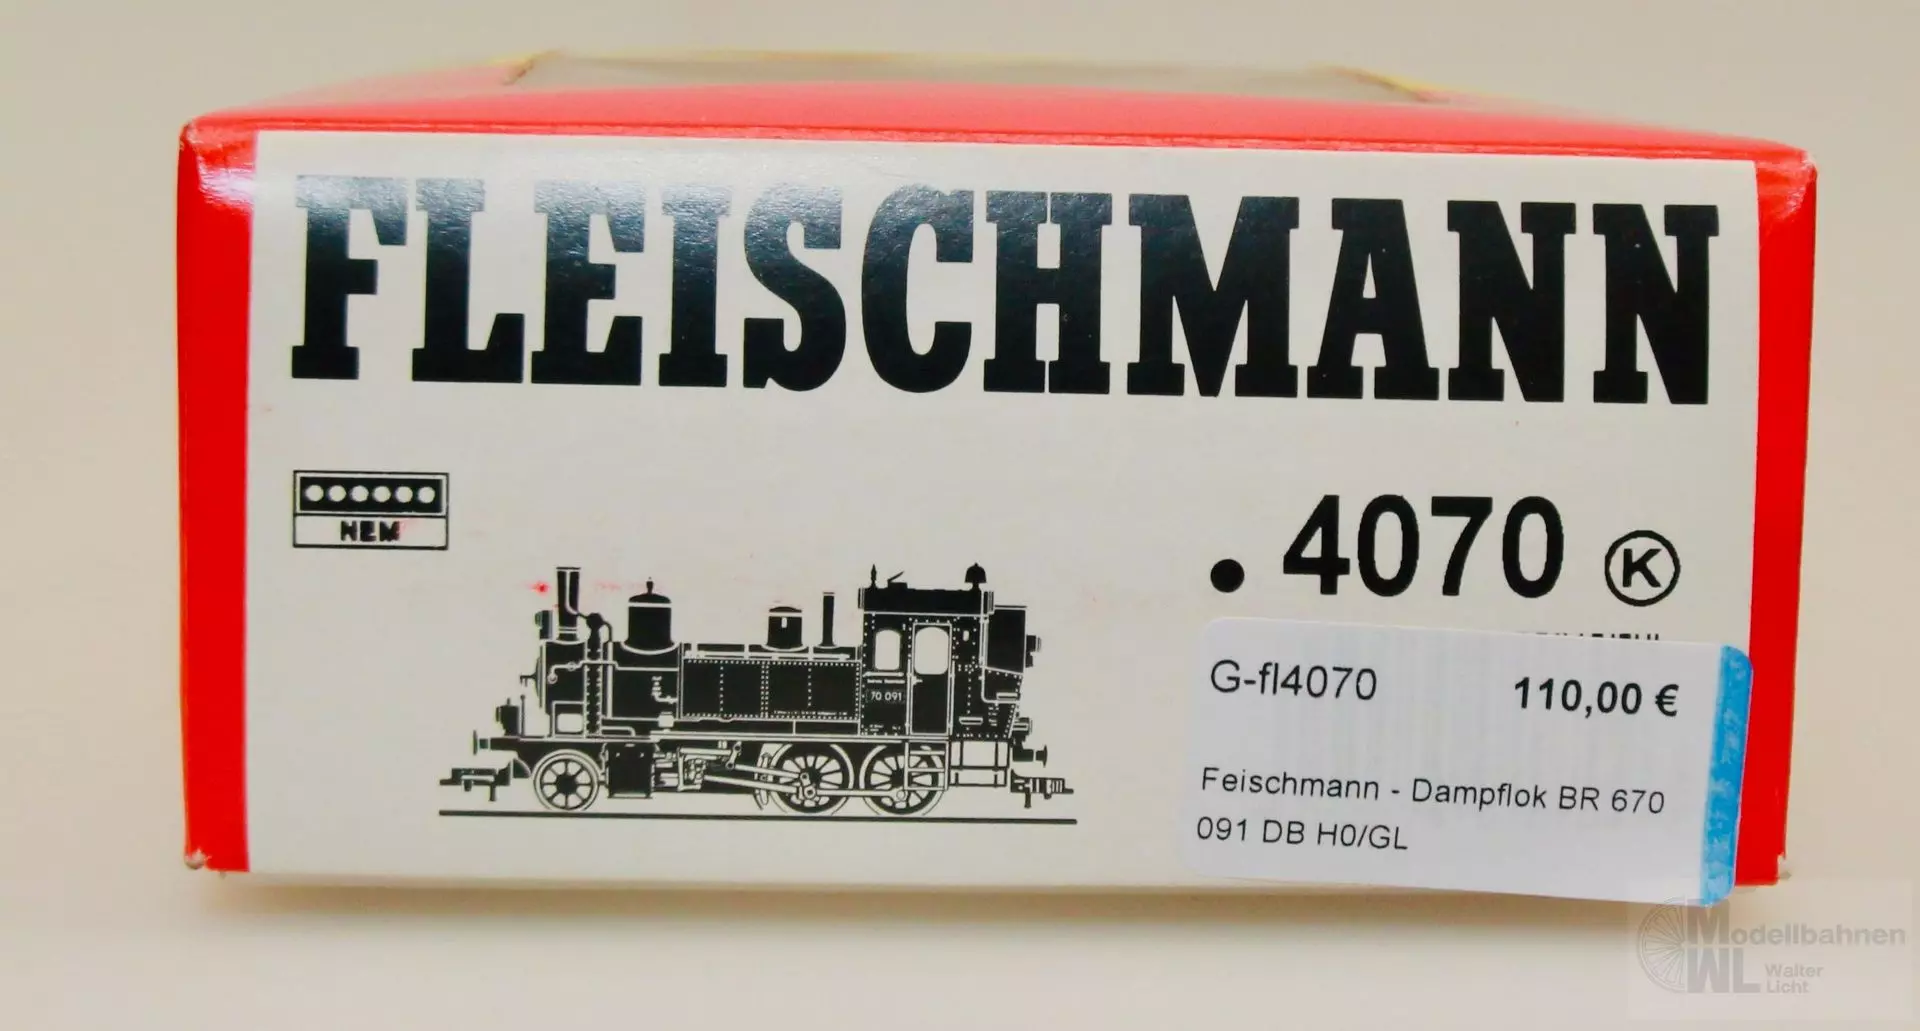 FLEISCHMANN
NEM
. 4070 K
70 091
G-fl4070 110,00 €
Feischmann - Dampflok BR 670
091 DB H0/GL
Modellbahnen
WL Walter
Licht